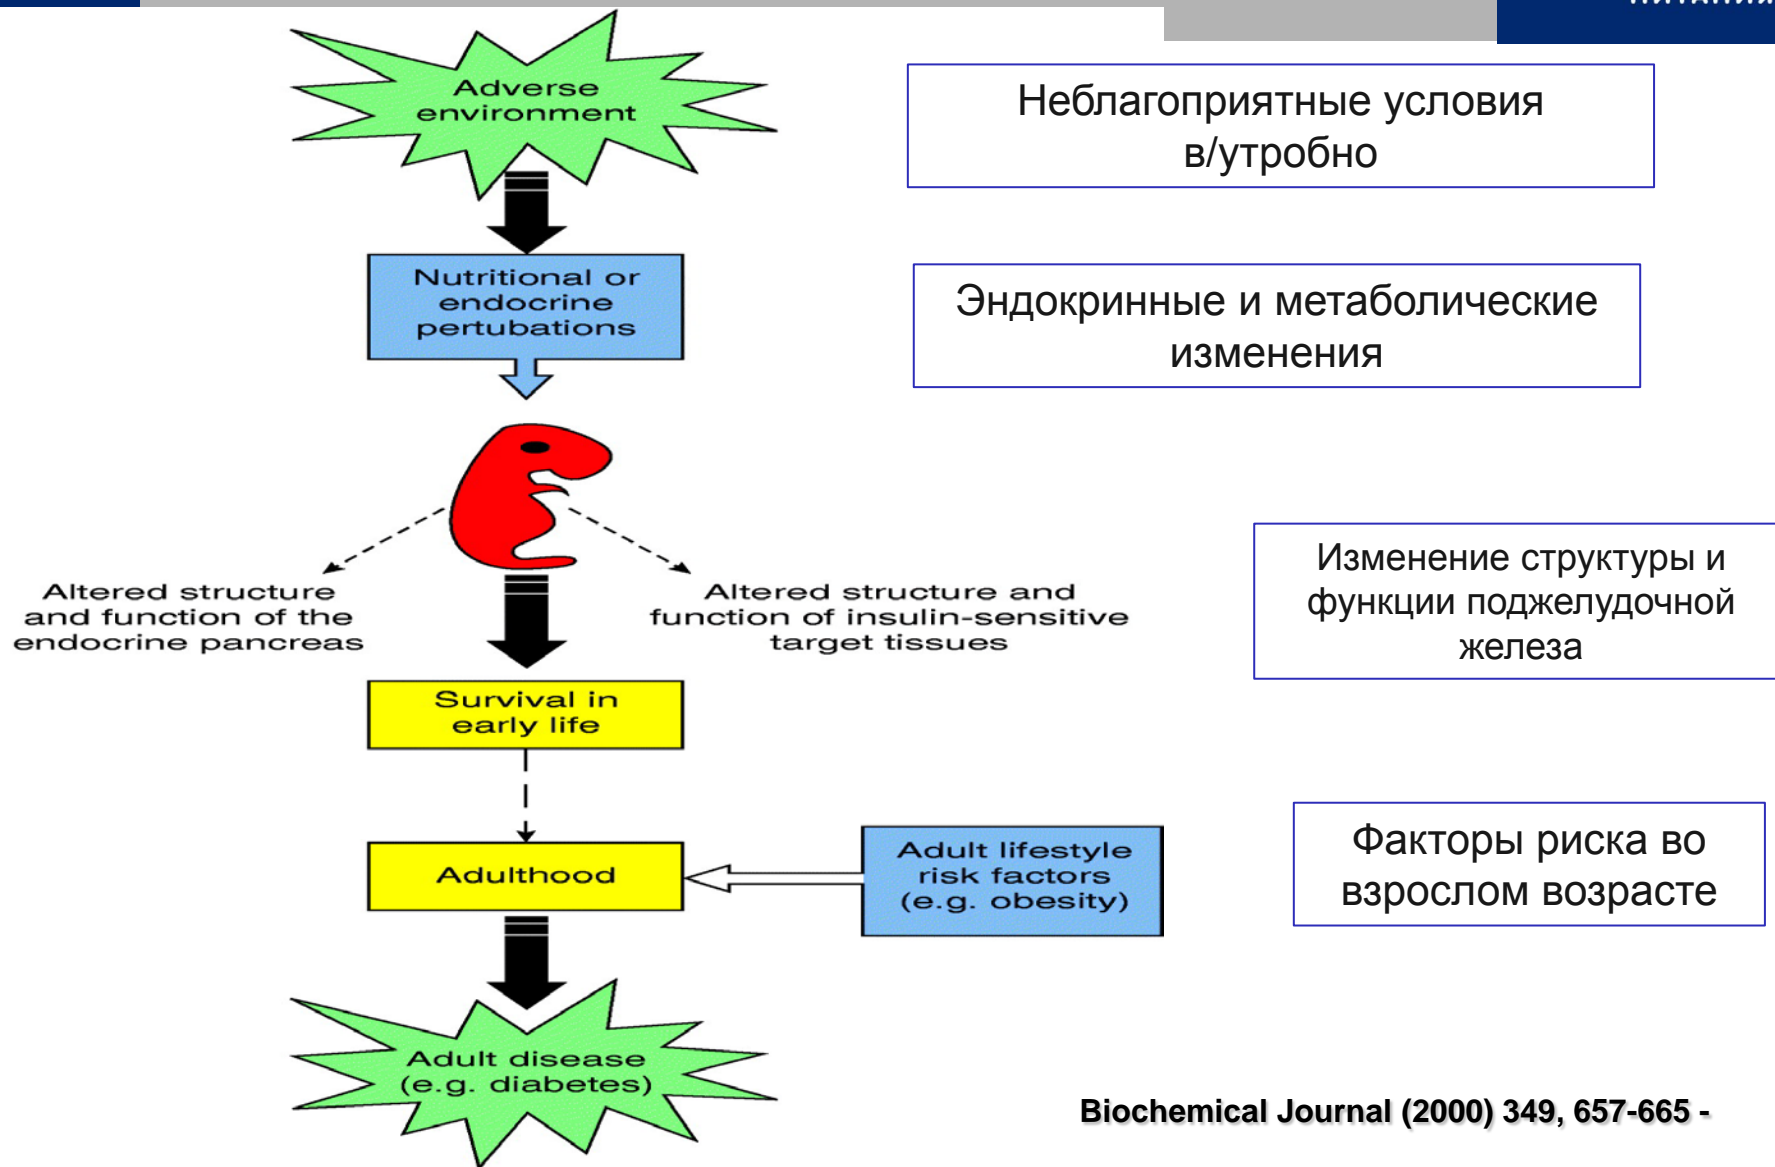 Adverse
environment
Неблагоприятные условия
в/утробно
Nutritional or
endocrine
pertubations
Эндокринные и метаболические
изменения
Altered structure
and function of the
endocrine pancreas
Altered structure and
function of insulin-sensitive
target tissues
Изменение структуры и
функции поджелудочной
железа
Survival in
early life
Adulthood
Adult lifestyle
risk factors
(e.g. obesity)
Факторы риска во
взрослом возрасте
Adult disease
(e.g. diabetes)
Biochemical Journal (2000) 349, 657-665 -